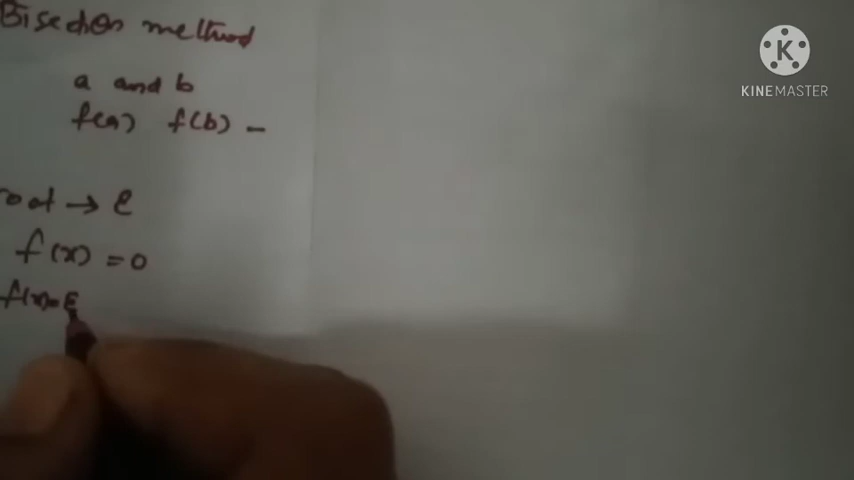 Bisection method
a and b
f(a) f(b) -
root → ε
f(x) = 0
f(x) = ε
KINEMASTER